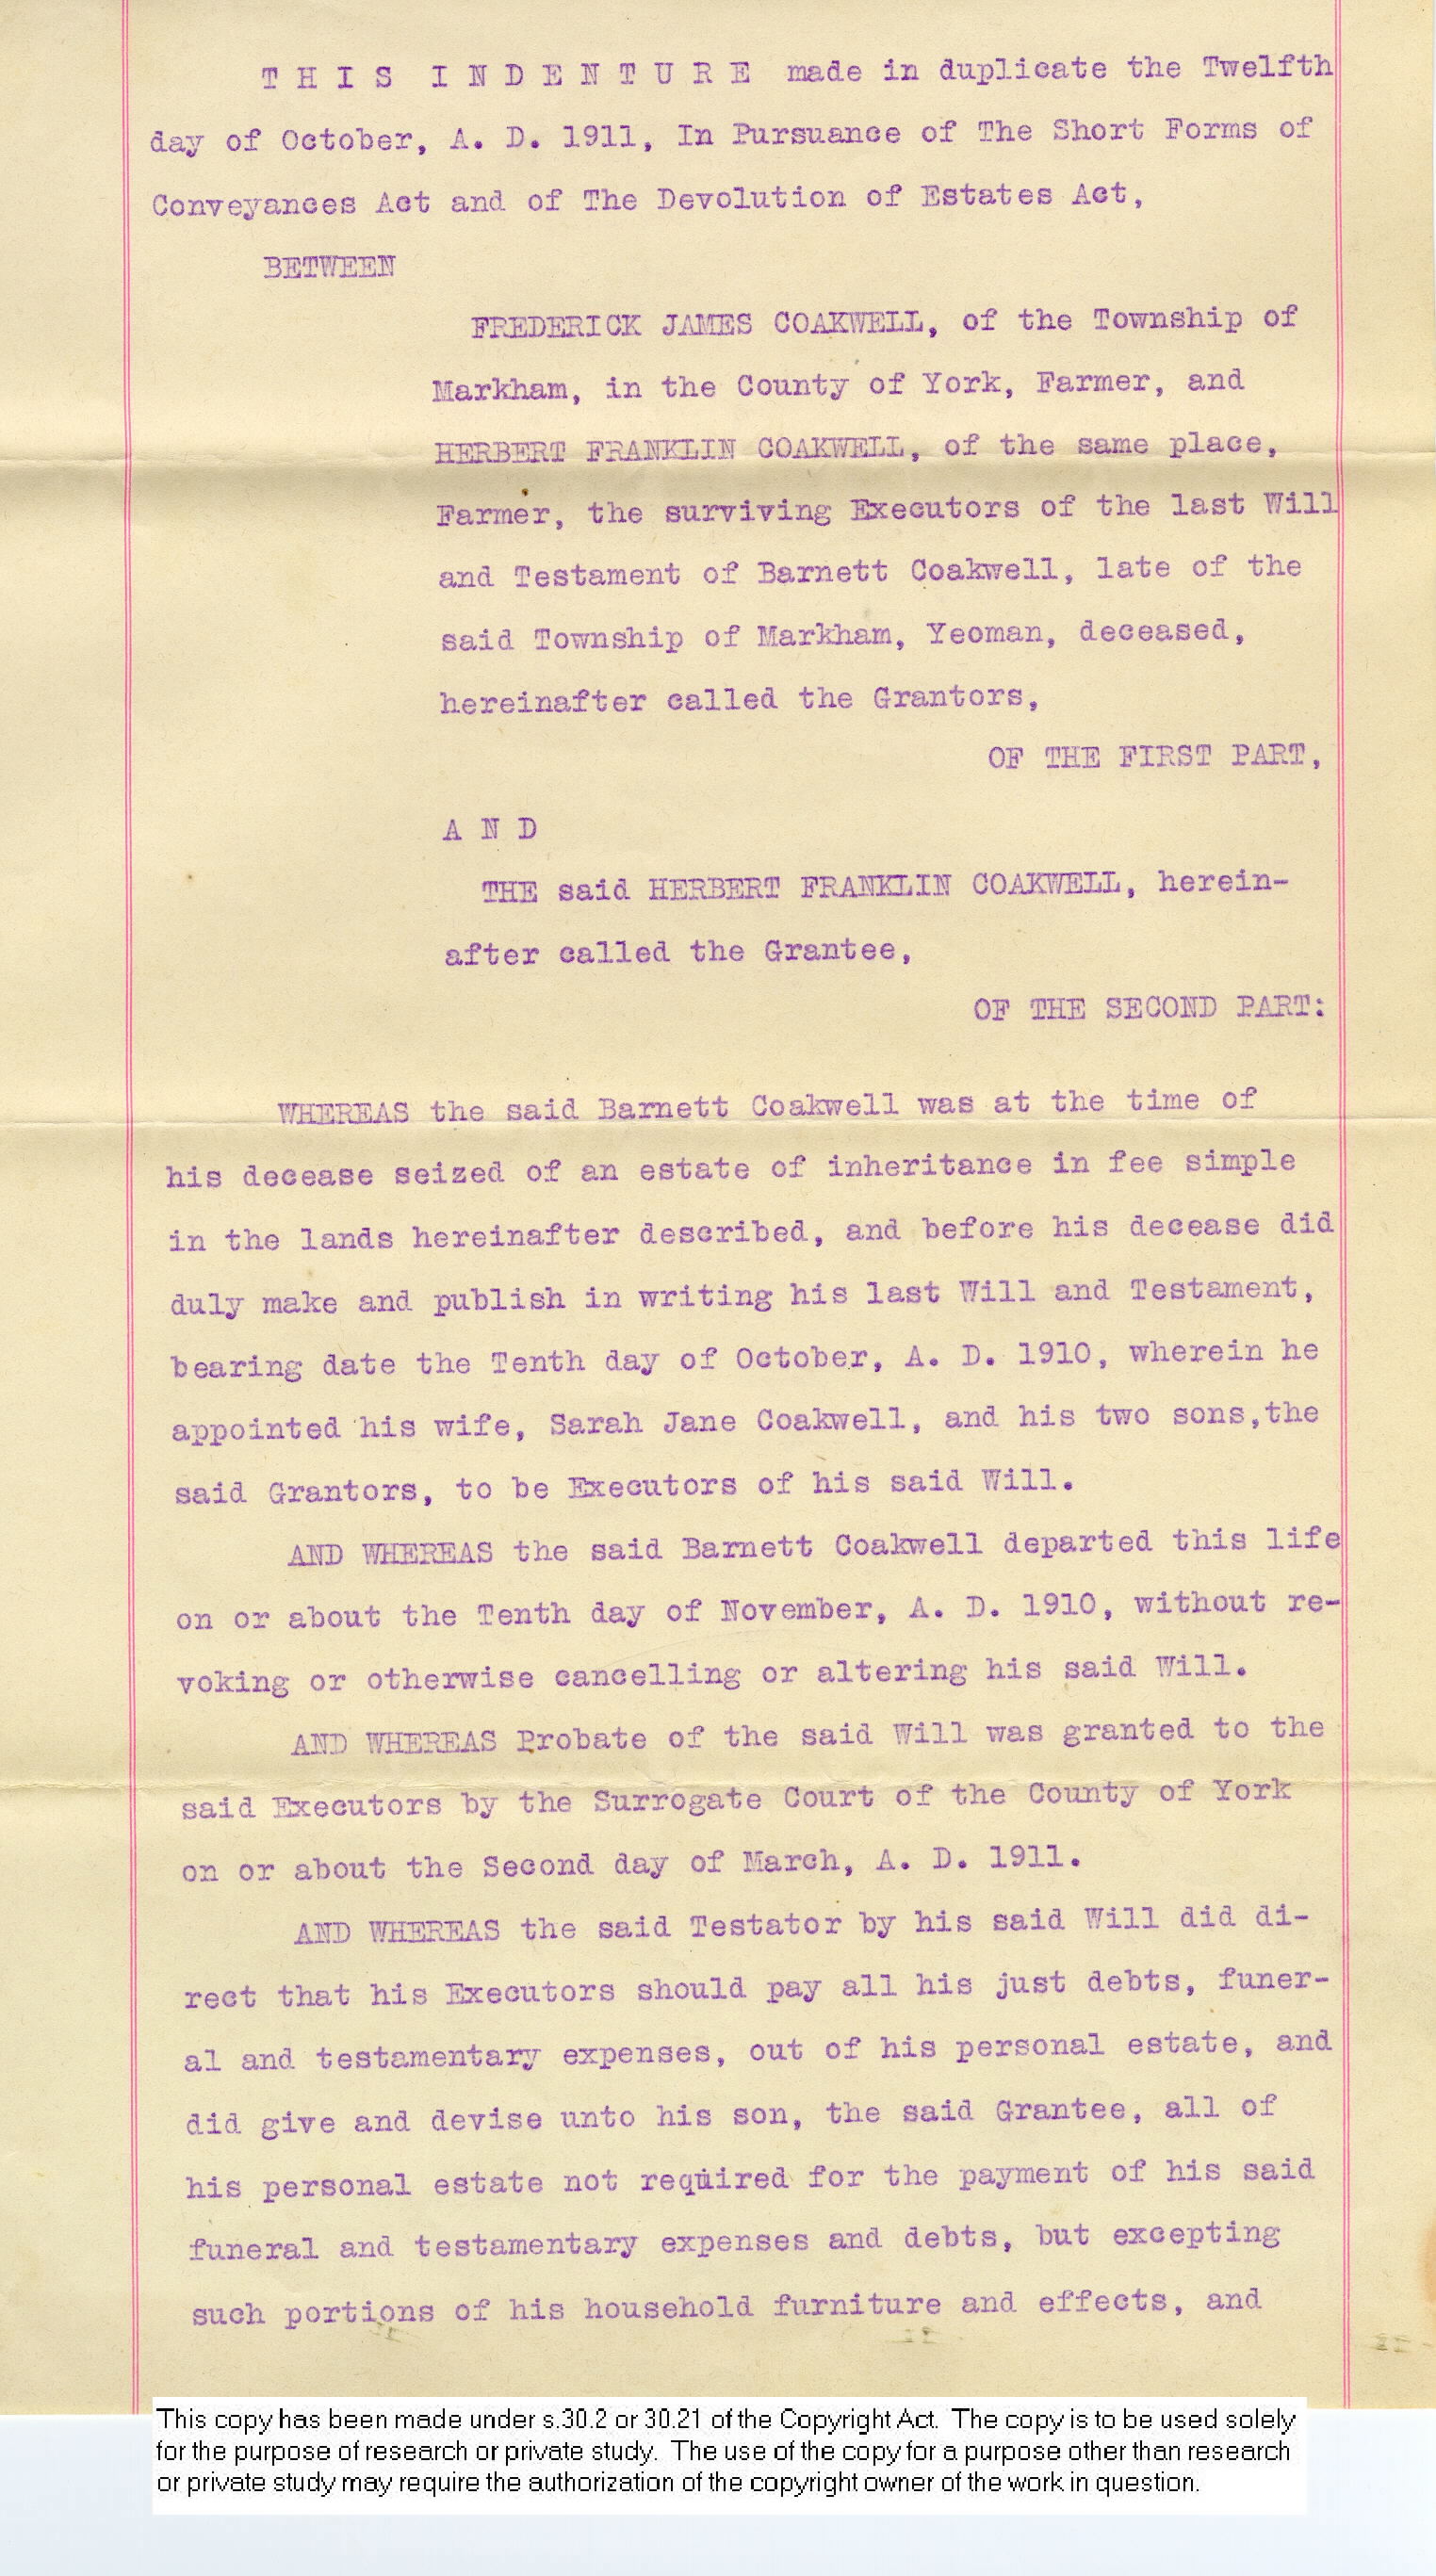 T H I S  I N D E N T U R E  made in duplicate the Twelfth
day of October, A. D. 1911, In Pursuance of The Short Forms of
Conveyances Act and of The Devolution of Estates Act,
BETWEEN
FREDERICK JAMES COAKWELL, of the Township of
Markham, in the County of York, Farmer, and
HERBERT FRANKLIN COAKWELL, of the same place,
Farmer, the surviving Executors of the last Will
and Testament of Barnett Coakwell, late of the
said Township of Markham, Yeoman, deceased,
hereinafter called the Grantors,
OF THE FIRST PART,
A N D
THE said HERBERT FRANKLIN COAKWELL, herein-
after called the Grantee,
OF THE SECOND PART:
WHEREAS the said Barnett Coakwell was at the time of
his decease seized of an estate of inheritance in fee simple
in the lands hereinafter described, and before his decease did
duly make and publish in writing his last Will and Testament,
bearing date the Tenth day of October, A. D. 1910, wherein he
appointed his wife, Sarah Jane Coakwell, and his two sons,the
said Grantors, to be Executors of his said Will.
AND WHEREAS the said Barnett Coakwell departed this life
on or about the Tenth day of November, A. D. 1910, without re-
voking or otherwise cancelling or altering his said Will.
AND WHEREAS Probate of the said Will was granted to the
said Executors by the Surrogate Court of the County of York
on or about the Second day of March, A. D. 1911.
AND WHEREAS the said Testator by his said Will did di-
rect that his Executors should pay all his just debts, funer-
al and testamentary expenses, out of his personal estate, and
did give and devise unto his son, the said Grantee, all of
his personal estate not required for the payment of his said
funeral and testamentary expenses and debts, but excepting
such portions of his household furniture and effects, and
This copy has been made under s.30.2 or 30.21 of the Copyright Act. The copy is to be used solely
for the purpose of research or private study. The use of the copy for a purpose other than research
or private study may require the authorization of the copyright owner of the work in question.